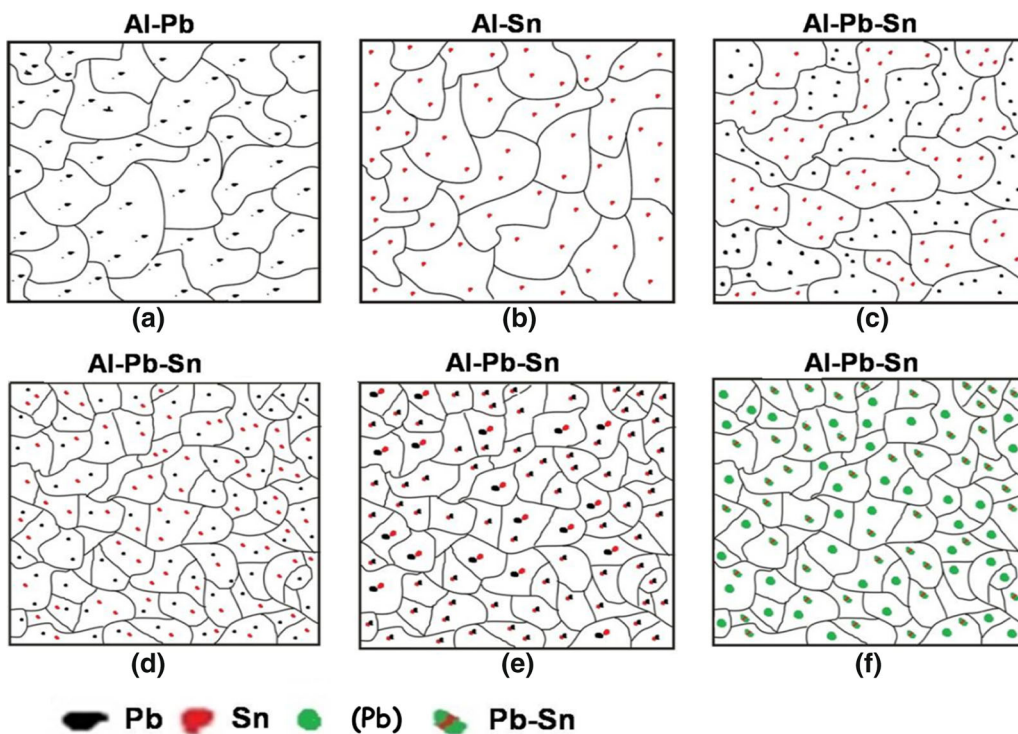 Al-Pb Al-Sn Al-Pb-Sn
(a) (b) (c)
Al-Pb-Sn Al-Pb-Sn Al-Pb-Sn
(d) (e) (f)
Pb Sn (Pb) Pb-Sn